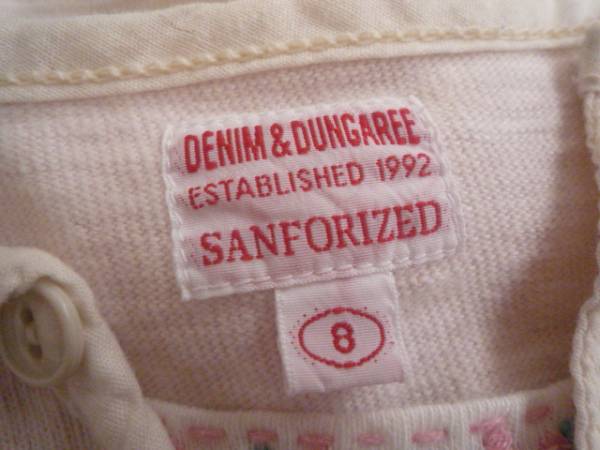 DENIM & DUNGAREE
ESTABLISHED 1992
SANFORIZED
8